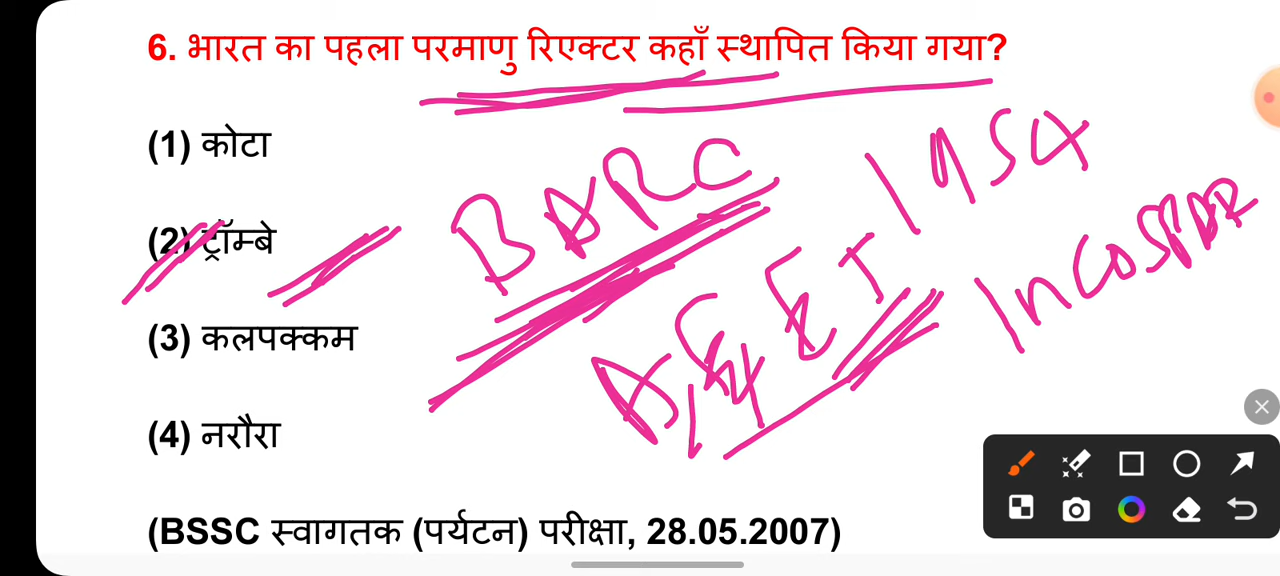 6. भारत का पहला परमाणु रिएक्टर कहाँ स्थापित किया गया?
(1) कोटा
(2) ट्रॉम्बे
BARC
1954
(3) कलपक्कम
INCOSPAR
(4) नरौरा
(BSSC स्वागतक (पर्यटन) परीक्षा, 28.05.2007)